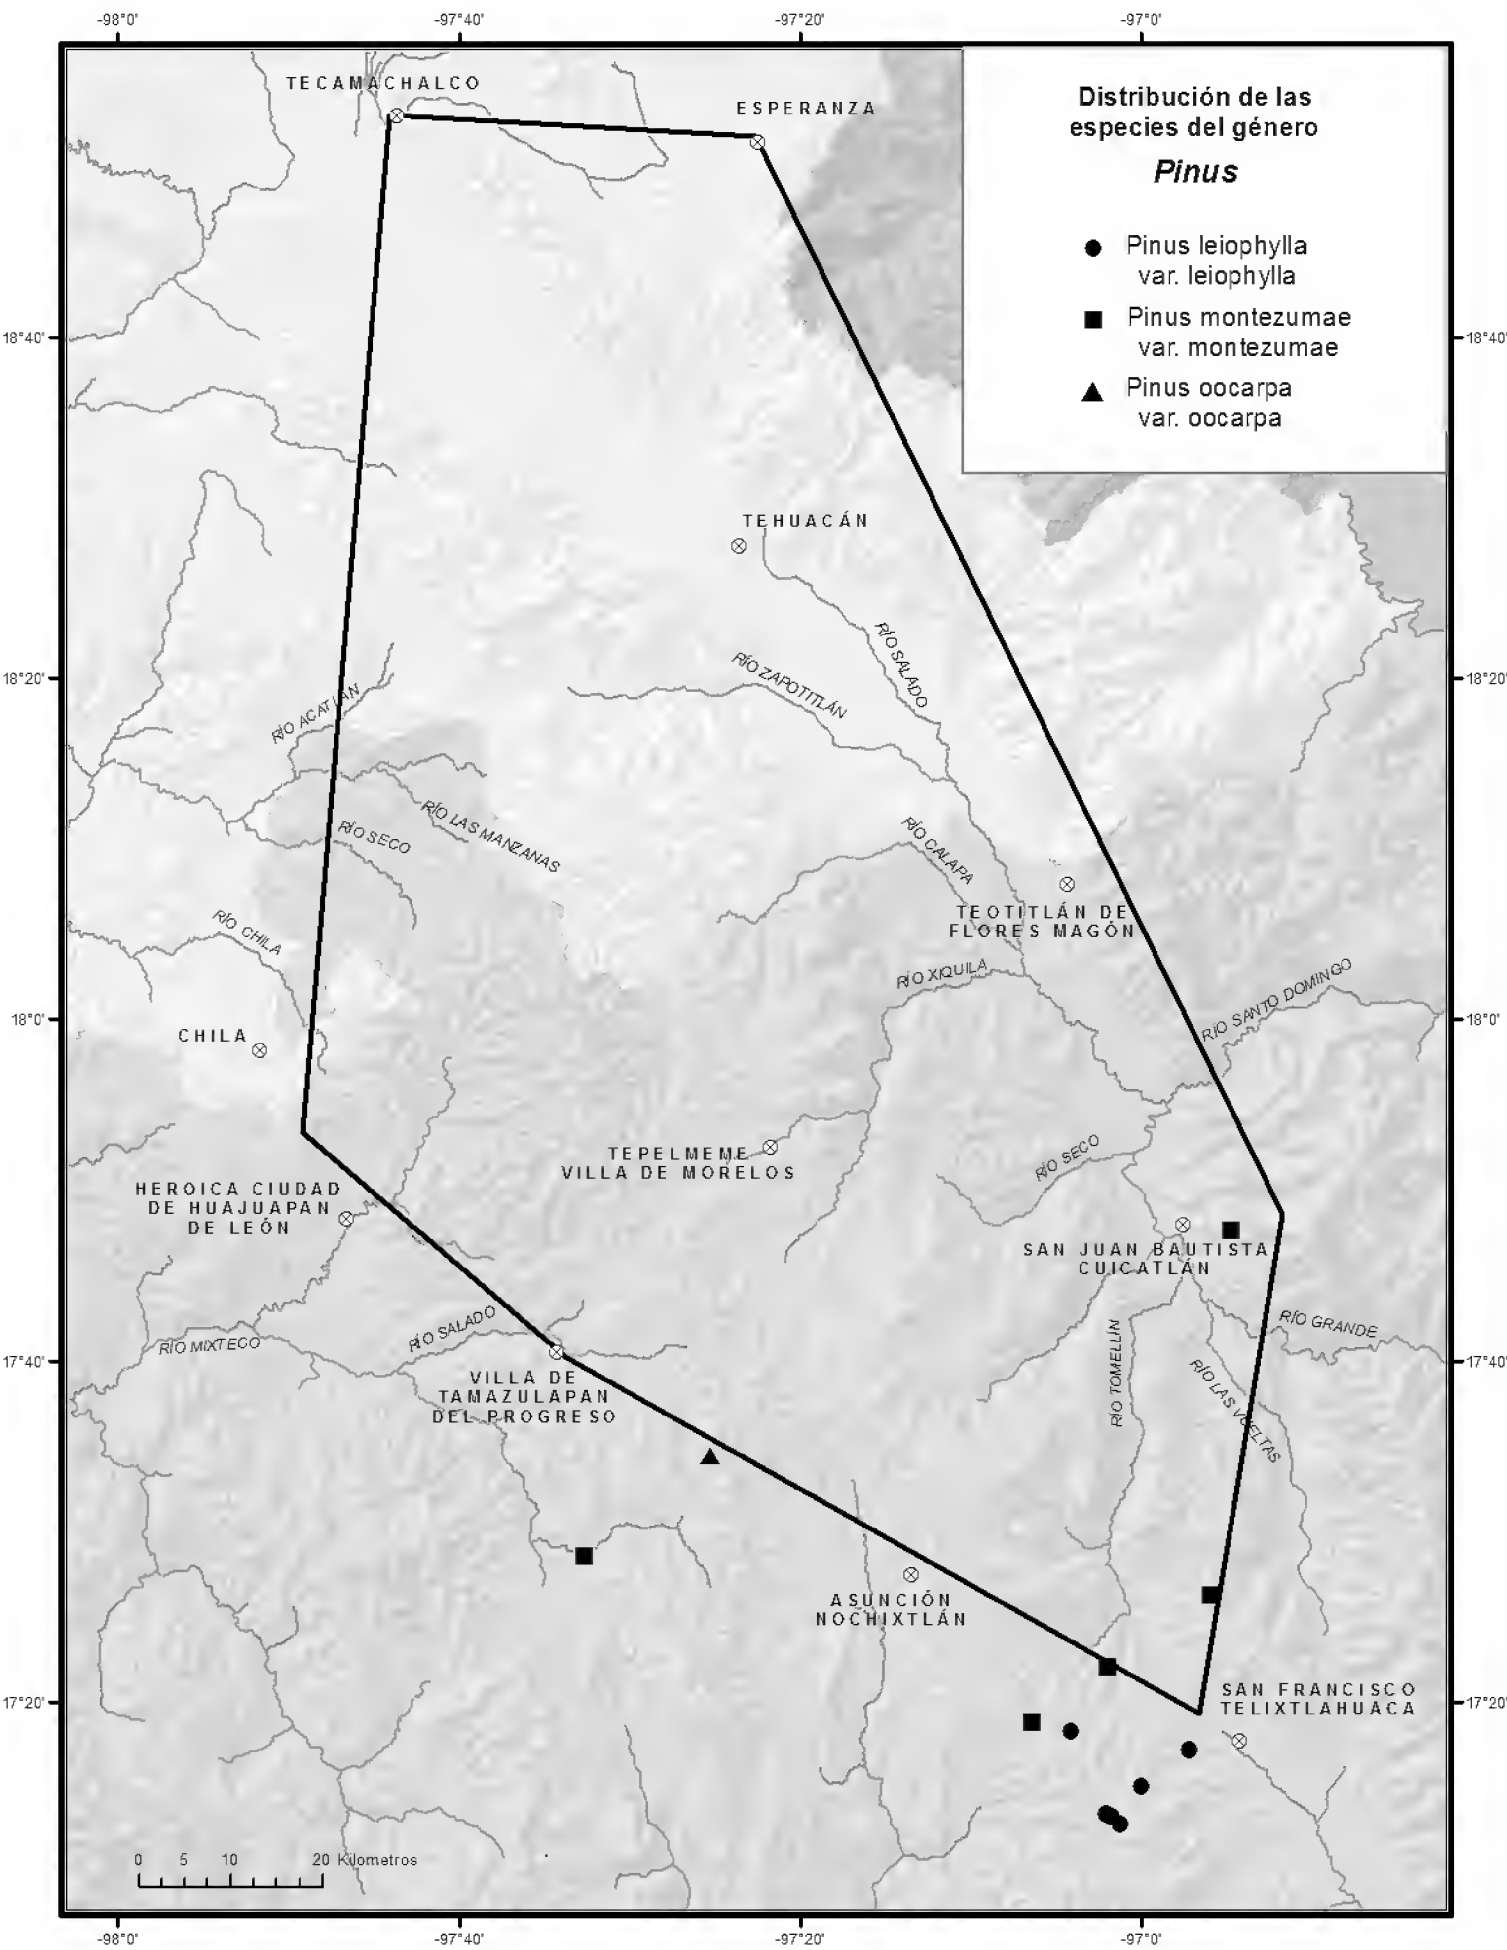 -98°0'
-97°40'
-97°20'
-97°0'
TECAMACHALCO
ESPERANZA
Distribución de las
especies del género
Pinus
Pinus leiophylla
var. leiophylla
Pinus montezumae
var. montezumae
Pinus oocarpa
var. oocarpa
18°40'
18°40'
TEHUACÁN
RÍO SALADO
RÍO ZAPOTITLÁN
18°20'
18°20'
RÍO ACATLÁN
RÍO LAS MANZANAS
RÍO SECO
RÍO CALAPA
TEOTITLÁN DE
FLORES MAGÓN
RÍO CHILA
RÍO XIQUILA
RÍO SANTO DOMINGO
18°0'
18°0'
CHILA
TEPELMEME
VILLA DE MORELOS
RÍO SECO
HEROICA CIUDAD
DE HUAJUAPAN
DE LEÓN
SAN JUAN BAUTISTA
CUICATLÁN
RÍO GRANDE
RÍO SALADO
RÍO MIXTECO
17°40'
17°40'
RÍO TOMELLÍN
RÍO LAS VUELTAS
VILLA DE
TAMAZULAPAN
DEL PROGRESO
ASUNCIÓN
NOCHIXTLÁN
SAN FRANCISCO
TELIXTLAHUACA
17°20'
17°20'
0 5 10 20 Kilometros
-98°0'
-97°40'
-97°20'
-97°0'